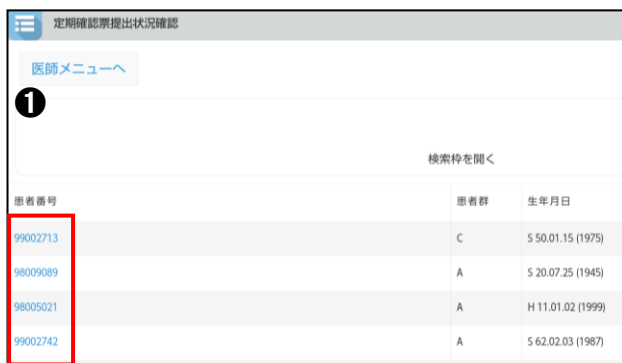 定期確認票提出状況確認
医師メニューへ
❶
検索枠を開く
患者番号 患者群 生年月日
99002713 C S 50.01.15 (1975)
98009089 A S 20.07.25 (1945)
98005021 A H 11.01.02 (1999)
99002742 A S 62.02.03 (1987)